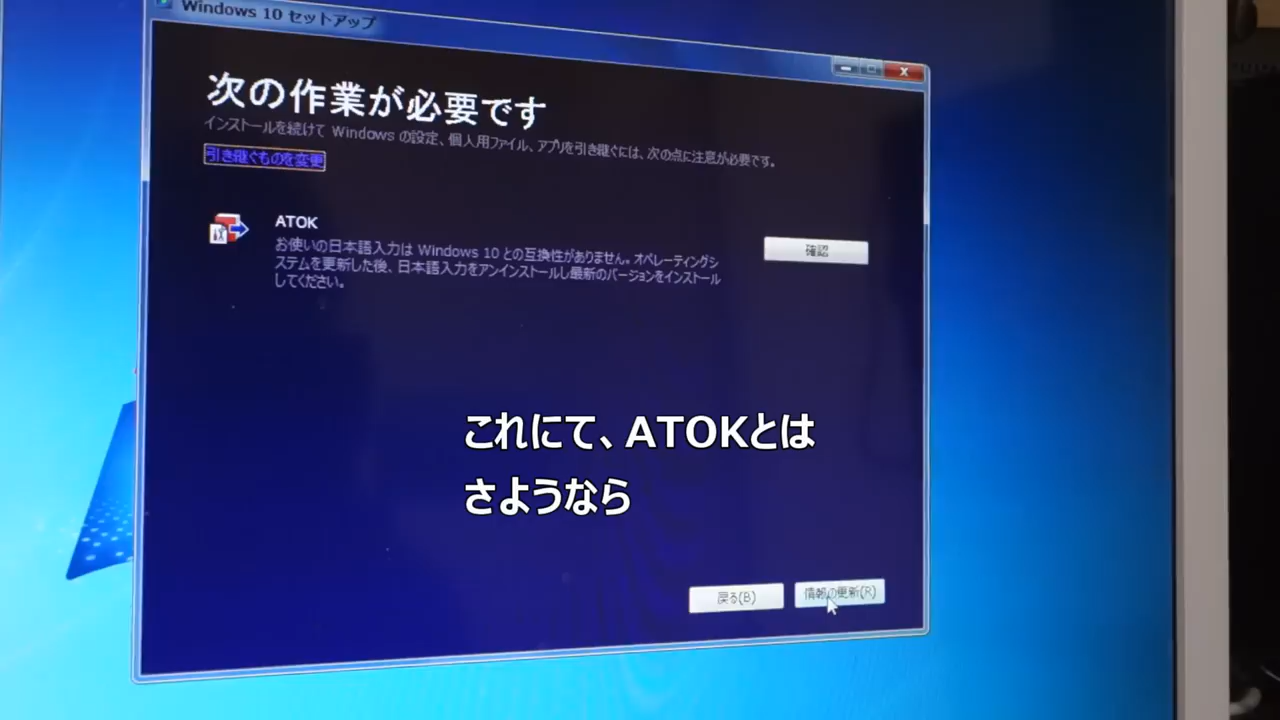 Windows 10 セットアップ
次の作業が必要です
インストールを続けて Windows の設定、個人用ファイル、アプリを引き継ぐには、次の点に注意が必要です。
引き継ぐものを変更
ATOK
お使いの日本語入力は Windows 10 との互換性がありません。オペレーティングシ
ステムを更新した後、日本語入力をアンインストールし最新のバージョンをインストール
してください。
確認
これにて、ATOKとは
さようなら
戻る(B)
情報の更新(R)